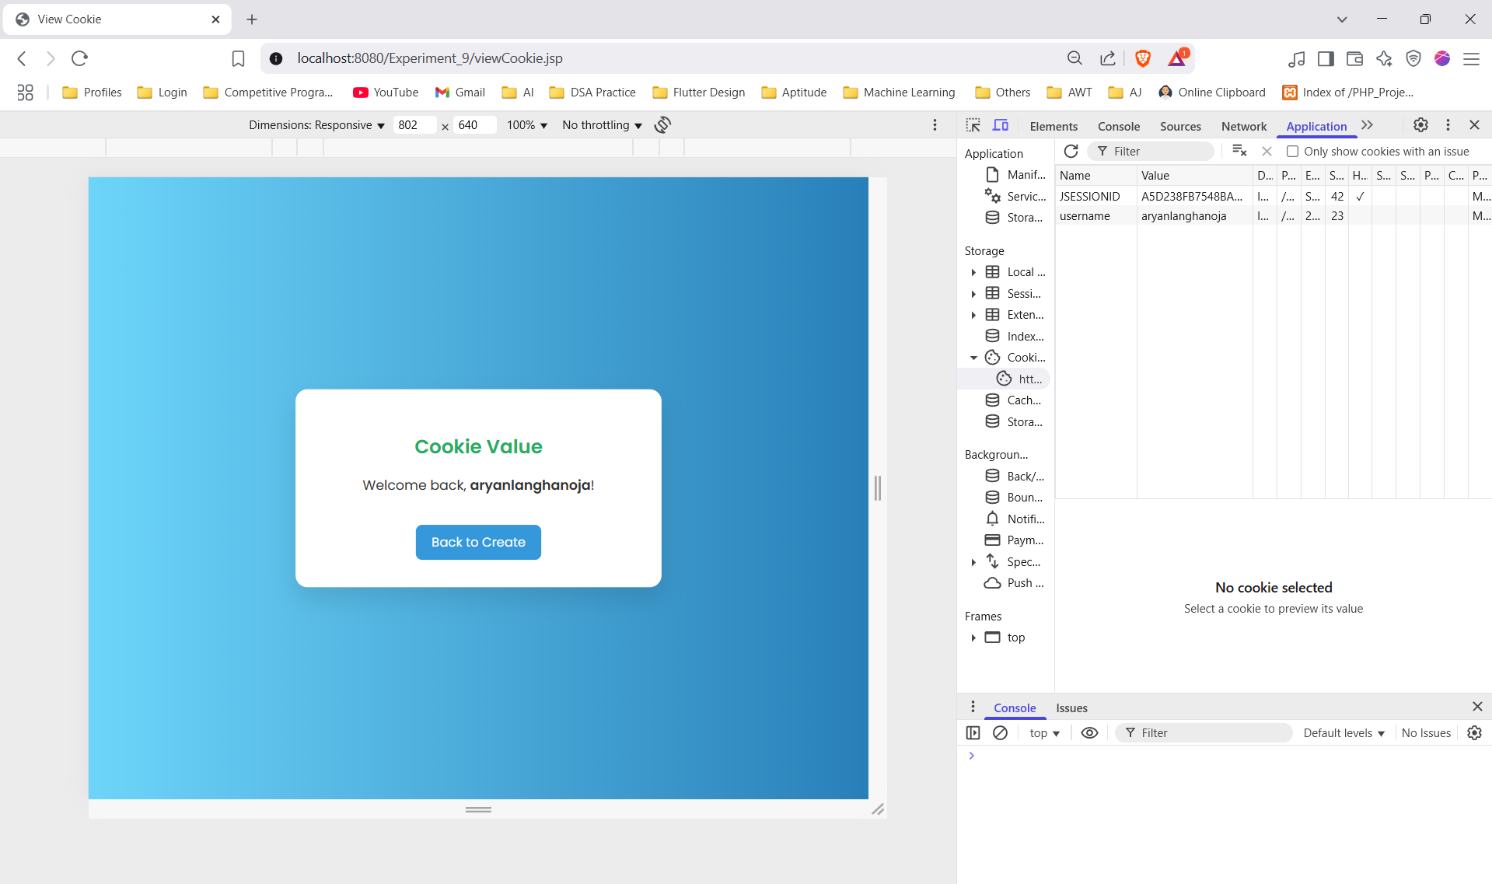 View Cookie
localhost:8080/Experiment_9/viewCookie.jsp
1
Profiles Login Competitive Progra... YouTube Gmail AI DSA Practice Flutter Design Aptitude Machine Learning Others AWT AJ Online Clipboard Index of /PHP_Proje...
Dimensions: Responsive 802 x 640 100% No throttling
Elements Console Sources Network Application
Application
Manif...
Servic...
Stora...
Storage
Local ...
Sessi...
Exten...
Index...
Cooki...
htt...
Cach...
Stora...
Backgroun...
Back/...
Boun...
Notifi...
Paym...
Spec...
Push ...
Frames
top
Filter Only show cookies with an issue
Name Value D... P... E... S... H... S... S... P... C... P...
JSESSIONID A5D238FB7548BA... l... /... S... 42 ✓ M...
username aryanlanghanoja l... /... 2... 23 M...
No cookie selected
Select a cookie to preview its value
Cookie Value
Welcome back, aryanlanghanoja!
Back to Create
Console Issues
top Filter Default levels No Issues